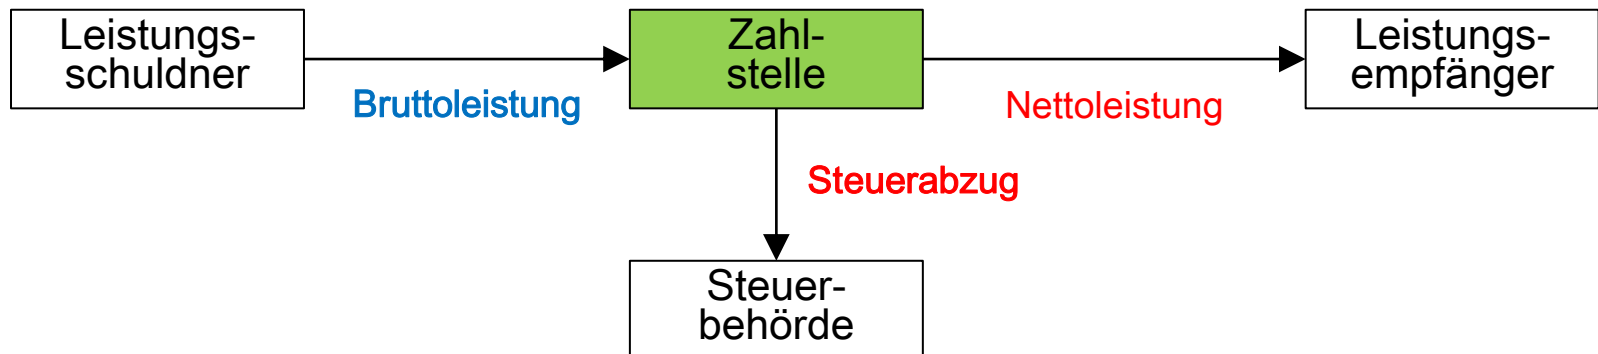 Leistungs-
schuldner
Bruttoleistung
Zahl-
stelle
Nettoleistung
Leistungs-
empfänger
Steuerabzug
Steuer-
behörde